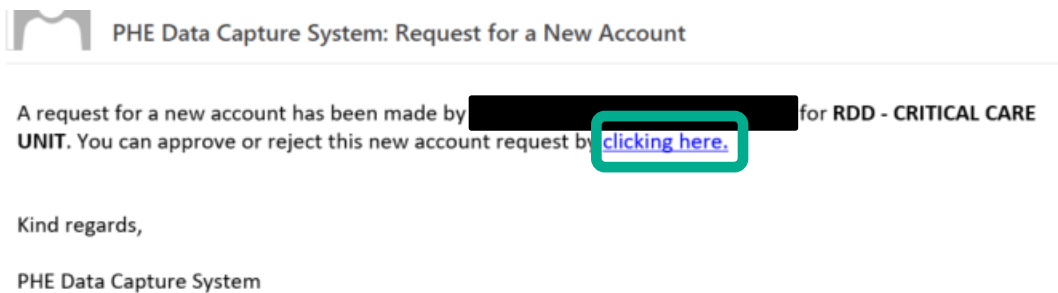 PHE Data Capture System: Request for a New Account
A request for a new account has been made by for RDD - CRITICAL CARE
UNIT. You can approve or reject this new account request by clicking here.
Kind regards,
PHE Data Capture System